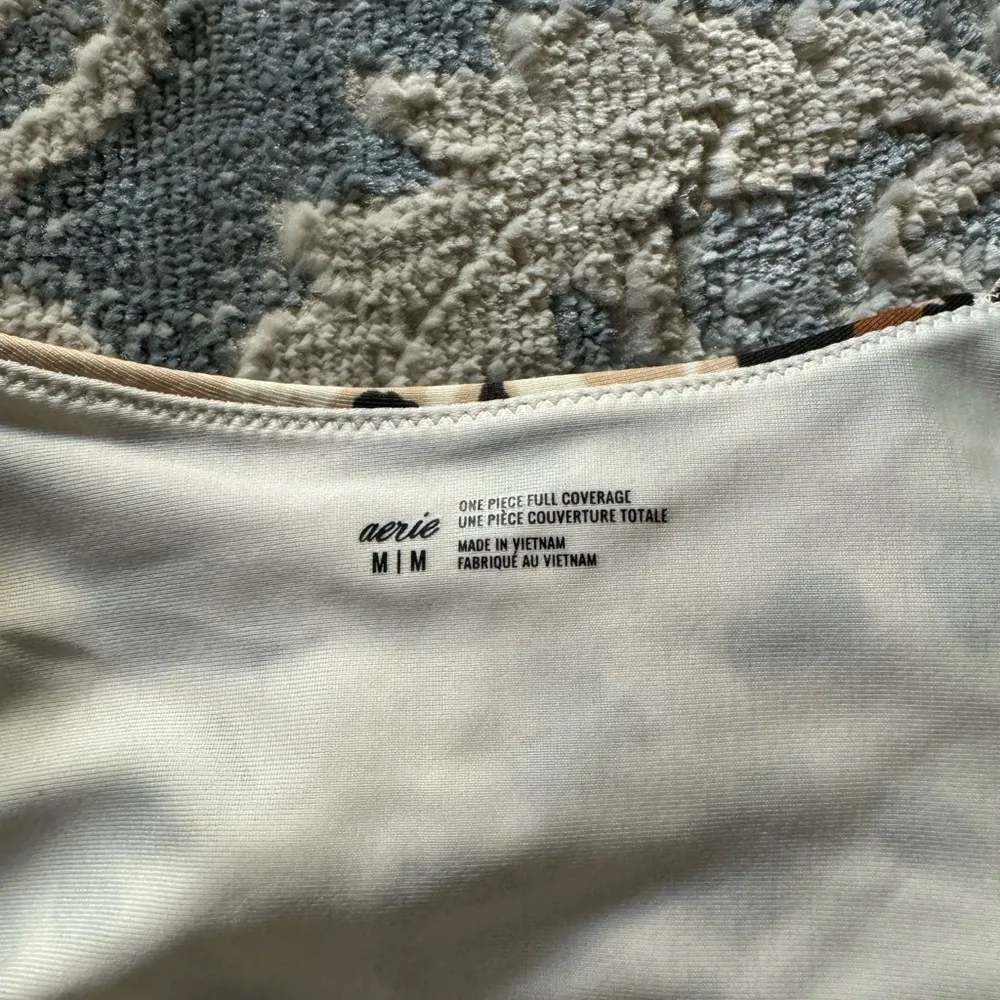 aerie
M | M
ONE PIECE FULL COVERAGE
UNE PIÈCE COUVERTURE TOTALE
MADE IN VIETNAM
FABRIQUÉ AU VIETNAM